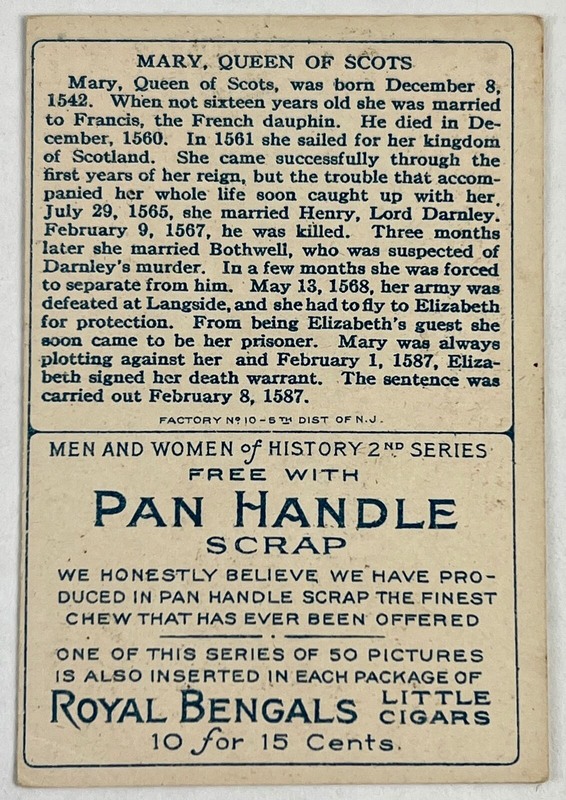 MARY, QUEEN OF SCOTS
Mary, Queen of Scots, was born December 8,
1542. When not sixteen years old she was married
to Francis, the French dauphin. He died in De-
cember, 1560. In 1561 she sailed for her kingdom
of Scotland. She came successfully through the
first years of her reign, but the trouble that accom-
panied her whole life soon caught up with her.
July 29, 1565, she married Henry, Lord Darnley.
February 9, 1567, he was killed. Three months
later she married Bothwell, who was suspected of
Darnley's murder. In a few months she was forced
to separate from him. May 13, 1568, her army was
defeated at Langside, and she had to fly to Elizabeth
for protection. From being Elizabeth's guest she
soon came to be her prisoner. Mary was always
plotting against her and February 1, 1587, Eliza-
beth signed her death warrant. The sentence was
carried out February 8, 1587.
FACTORY Nº 10-5TH DIST OF N.J.
MEN AND WOMEN of HISTORY 2ND SERIES
FREE WITH
PAN HANDLE
SCRAP
WE HONESTLY BELIEVE WE HAVE PRO-
DUCED IN PAN HANDLE SCRAP THE FINEST
CHEW THAT HAS EVER BEEN OFFERED
ONE OF THIS SERIES OF 50 PICTURES
IS ALSO INSERTED IN EACH PACKAGE OF
ROYAL BENGALS LITTLE CIGARS
10 for 15 Cents.